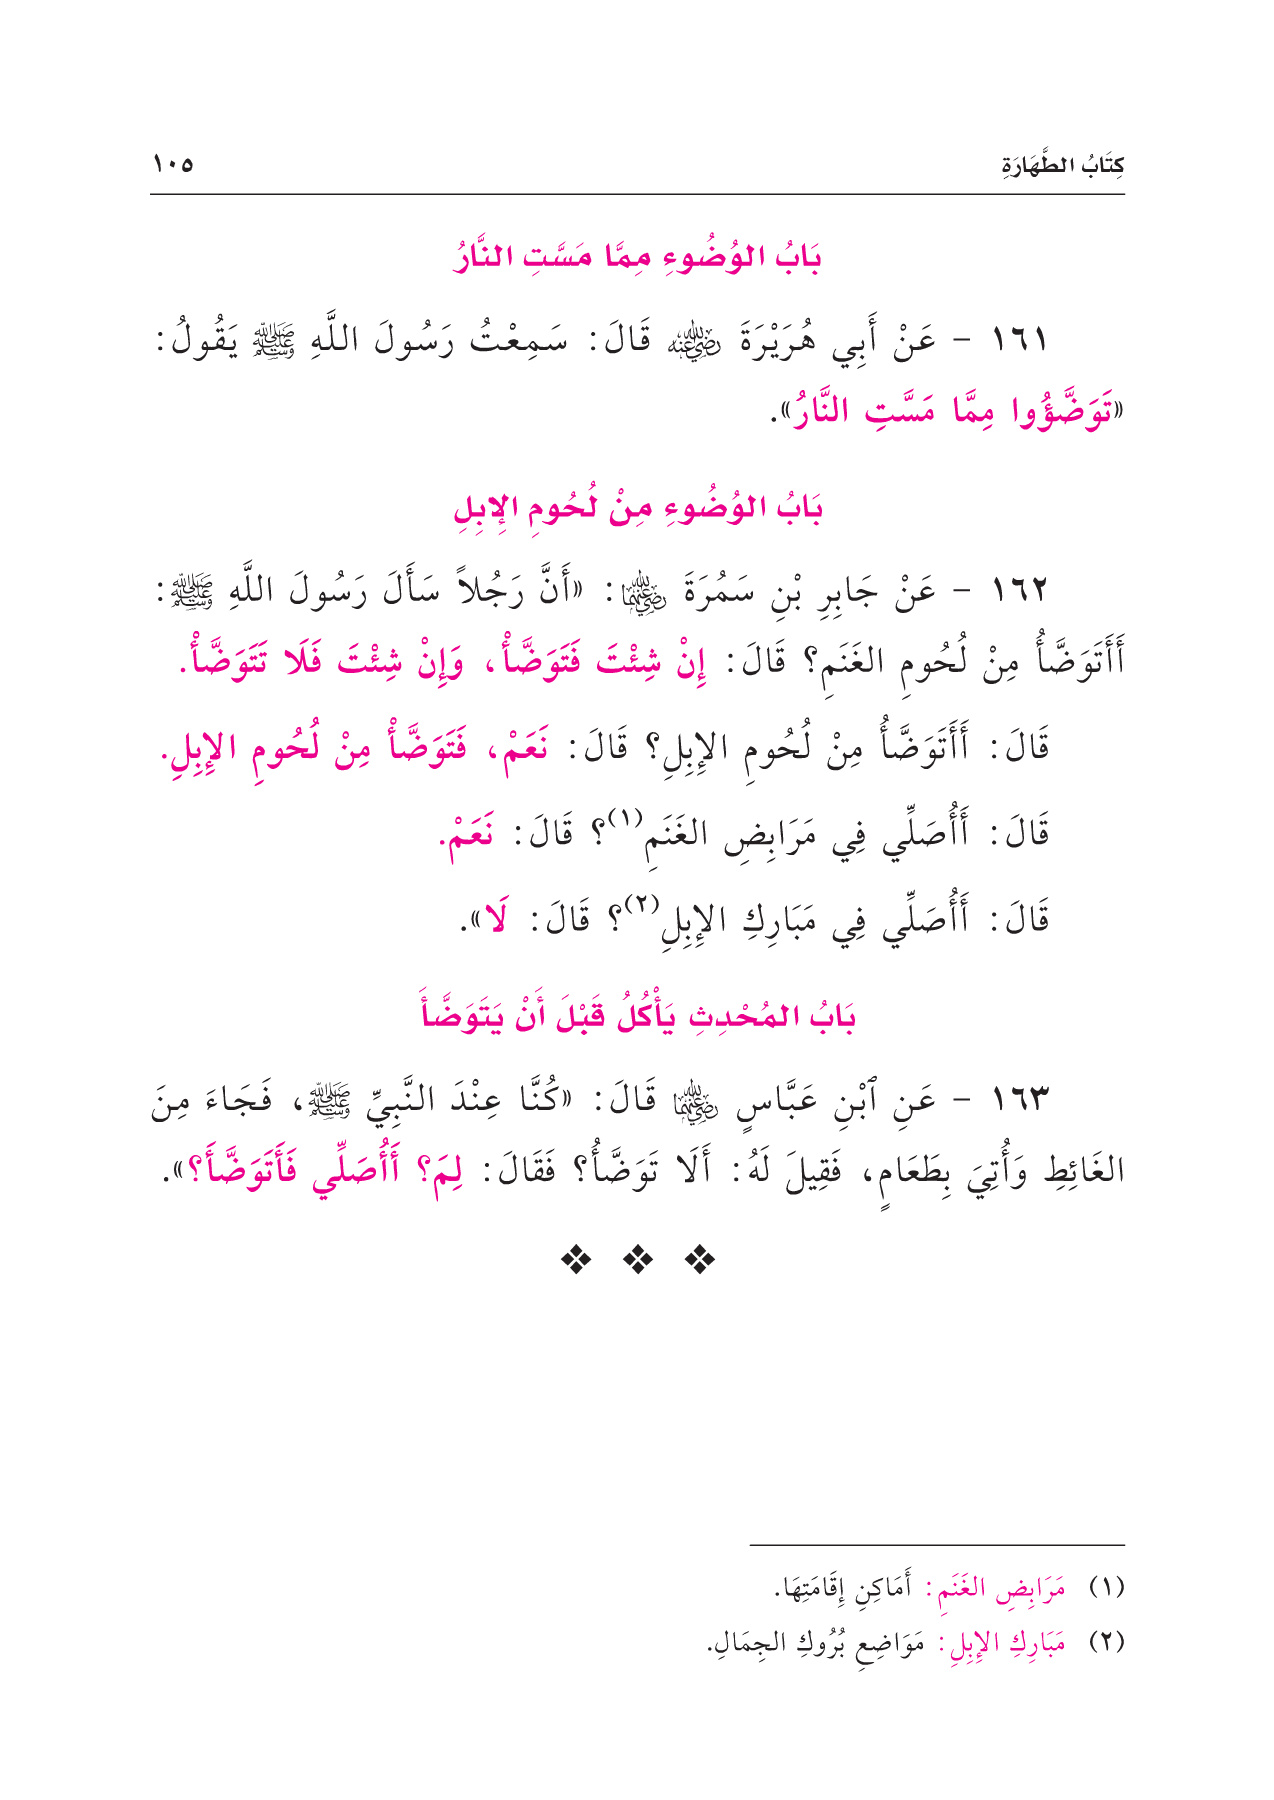 كِتَابُ الطَّهَارَةِ ١٠٥
بَابُ الوُضُوءِ مِمَّا مَسَّتِ النَّارُ
١٦١ - عَنْ أَبِي هُرَيْرَةَ رضي الله عنه قَالَ: سَمِعْتُ رَسُولَ اللَّهِ ﷺ يَقُولُ:
«تَوَضَّؤُوا مِمَّا مَسَّتِ النَّارُ».
بَابُ الوُضُوءِ مِنْ لُحُومِ الإِبِلِ
١٦٢ - عَنْ جَابِرِ بْنِ سَمُرَةَ رضي الله عنهما: «أَنَّ رَجُلاً سَأَلَ رَسُولَ اللَّهِ ﷺ:
أَأَتَوَضَّأُ مِنْ لُحُومِ الغَنَمِ؟ قَالَ: إِنْ شِئْتَ فَتَوَضَّأْ، وَإِنْ شِئْتَ فَلَا تَتَوَضَّأْ.
قَالَ: أَأَتَوَضَّأُ مِنْ لُحُومِ الإِبِلِ؟ قَالَ: نَعَمْ، فَتَوَضَّأْ مِنْ لُحُومِ الإِبِلِ.
قَالَ: أَأُصَلِّي فِي مَرَابِضِ الغَنَمِ(١)؟ قَالَ: نَعَمْ.
قَالَ: أَأُصَلِّي فِي مَبَارِكِ الإِبِلِ(٢)؟ قَالَ: لَا».
بَابُ المُحْدِثِ يَأْكُلُ قَبْلَ أَنْ يَتَوَضَّأَ
١٦٣ - عَنِ ٱبْنِ عَبَّاسٍ رضي الله عنهما قَالَ: «كُنَّا عِنْدَ النَّبِيِّ ﷺ، فَجَاءَ مِنَ
الغَائِطِ وَأُتِيَ بِطَعَامٍ، فَقِيلَ لَهُ: أَلَا تَوَضَّأُ؟ فَقَالَ: لِمَ؟ أَأُصَلِّي فَأَتَوَضَّأَ؟».
(١) مَرَابِضِ الغَنَمِ: أَمَاكِنِ إِقَامَتِهَا.
(٢) مَبَارِكِ الإِبِلِ: مَوَاضِعِ بُرُوكِ الجِمَالِ.